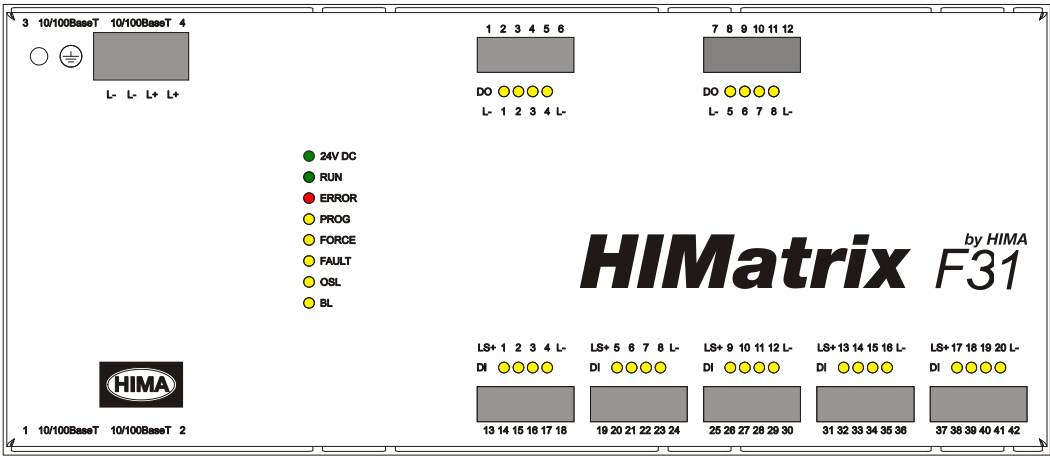 3 10/100BaseT 10/100BaseT 4
L- L- L+ L+
1 2 3 4 5 6
DO
L- 1 2 3 4 L-
7 8 9 10 11 12
DO
L- 5 6 7 8 L-
24V DC
RUN
ERROR
PROG
FORCE
FAULT
OSL
BL
HIMatrix F31
by HIMA
HIMA
1 10/100BaseT 10/100BaseT 2
LS+ 1 2 3 4 L-
DI
13 14 15 16 17 18
LS+ 5 6 7 8 L-
DI
19 20 21 22 23 24
LS+ 9 10 11 12 L-
DI
25 26 27 28 29 30
LS+ 13 14 15 16 L-
DI
31 32 33 34 35 36
LS+ 17 18 19 20 L-
DI
37 38 39 40 41 42